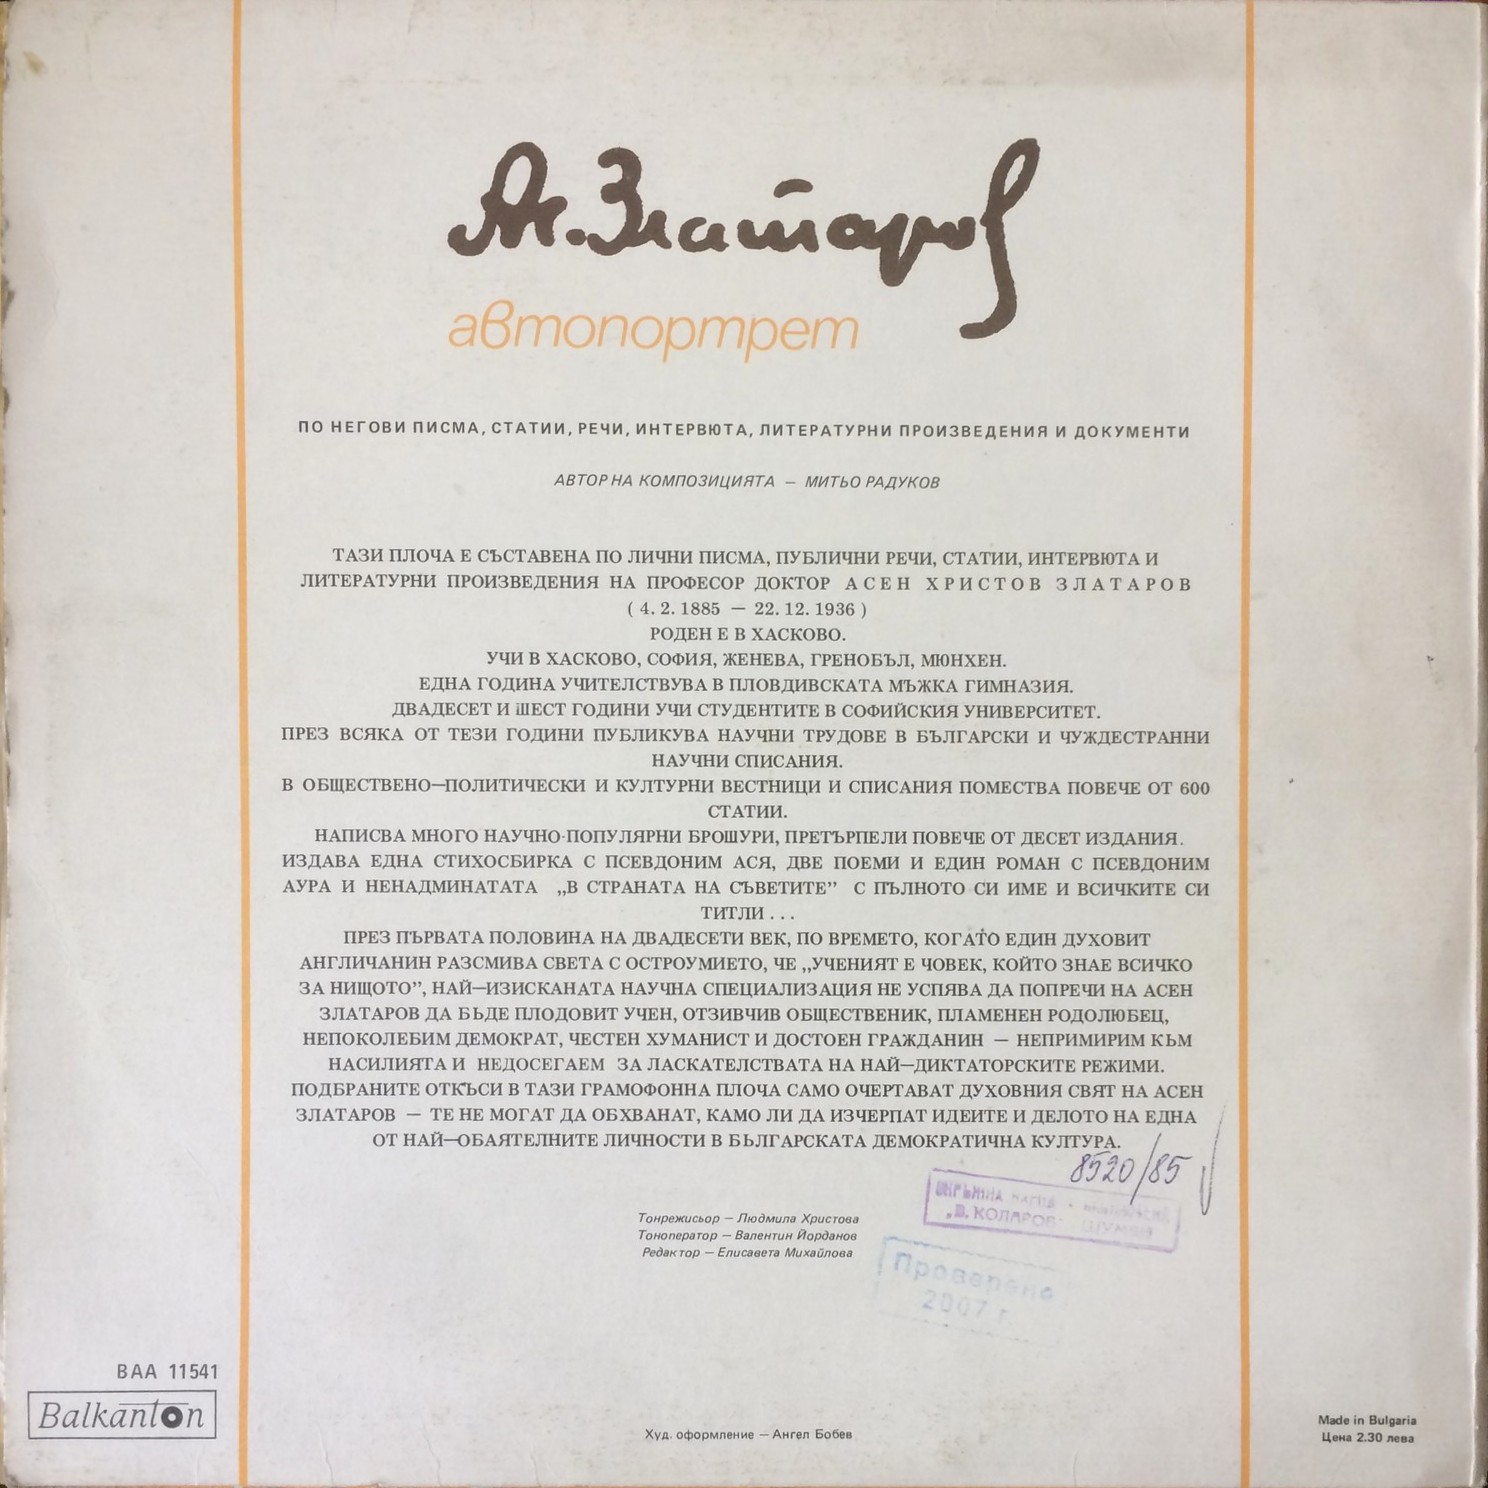 Ас. Златаров
автопортрет
ПО НЕГОВИ ПИСМА, СТАТИИ, РЕЧИ, ИНТЕРВЮТА, ЛИТЕРАТУРНИ ПРОИЗВЕДЕНИЯ И ДОКУМЕНТИ
АВТОР НА КОМПОЗИЦИЯТА – МИТЬО РАДУКОВ
ТАЗИ ПЛОЧА Е СЪСТАВЕНА ПО ЛИЧНИ ПИСМА, ПУБЛИЧНИ РЕЧИ, СТАТИИ, ИНТЕРВЮТА И
ЛИТЕРАТУРНИ ПРОИЗВЕДЕНИЯ НА ПРОФЕСОР ДОКТОР АСЕН ХРИСТОВ ЗЛАТАРОВ
( 4. 2. 1885 — 22. 12. 1936 )
РОДЕН Е В ХАСКОВО.
УЧИ В ХАСКОВО, СОФИЯ, ЖЕНЕВА, ГРЕНОБЪЛ, МЮНХЕН.
ЕДНА ГОДИНА УЧИТЕЛСТВУВА В ПЛОВДИВСКАТА МЪЖКА ГИМНАЗИЯ.
ДВАДЕСЕТ И ШЕСТ ГОДИНИ УЧИ СТУДЕНТИТЕ В СОФИЙСКИЯ УНИВЕРСИТЕТ.
ПРЕЗ ВСЯКА ОТ ТЕЗИ ГОДИНИ ПУБЛИКУВА НАУЧНИ ТРУДОВЕ В БЪЛГАРСКИ И ЧУЖДЕСТРАННИ
НАУЧНИ СПИСАНИЯ.
В ОБЩЕСТВЕНО—ПОЛИТИЧЕСКИ И КУЛТУРНИ ВЕСТНИЦИ И СПИСАНИЯ ПОМЕСТВА ПОВЕЧЕ ОТ 600
СТАТИИ.
НАПИСВА МНОГО НАУЧНО-ПОПУЛЯРНИ БРОШУРИ, ПРЕТЪРПЕЛИ ПОВЕЧЕ ОТ ДЕСЕТ ИЗДАНИЯ.
ИЗДАВА ЕДНА СТИХОСБИРКА С ПСЕВДОНИМ АСЯ, ДВЕ ПОЕМИ И ЕДИН РОМАН С ПСЕВДОНИМ
АУРА И НЕНАДМИНАТАТА „В СТРАНАТА НА СЪВЕТИТЕ” С ПЪЛНОТО СИ ИМЕ И ВСИЧКИТЕ СИ
ТИТЛИ . . .
ПРЕЗ ПЪРВАТА ПОЛОВИНА НА ДВАДЕСЕТИ ВЕК, ПО ВРЕМЕТО, КОГАТО ЕДИН ДУХОВИТ
АНГЛИЧАНИН РАЗСМИВА СВЕТА С ОСТРОУМИЕТО, ЧЕ „УЧЕНИЯТ Е ЧОВЕК, КОЙТО ЗНАЕ ВСИЧКО
ЗА НИЩОТО”, НАЙ—ИЗИСКАНАТА НАУЧНА СПЕЦИАЛИЗАЦИЯ НЕ УСПЯВА ДА ПОПРЕЧИ НА АСЕН
ЗЛАТАРОВ ДА БЪДЕ ПЛОДОВИТ УЧЕН, ОТЗИВЧИВ ОБЩЕСТВЕНИК, ПЛАМЕНЕН РОДОЛЮБЕЦ,
НЕПОКОЛЕБИМ ДЕМОКРАТ, ЧЕСТЕН ХУМАНИСТ И ДОСТОЕН ГРАЖДАНИН — НЕПРИМИРИМ КЪМ
НАСИЛИЯТА И НЕДОСЕГАЕМ ЗА ЛАСКАТЕЛСТВАТА НА НАЙ—ДИКТАТОРСКИТЕ РЕЖИМИ.
ПОДБРАНИТЕ ОТКЪСИ В ТАЗИ ГРАМОФОННА ПЛОЧА САМО ОЧЕРТАВАТ ДУХОВНИЯ СВЯТ НА АСЕН
ЗЛАТАРОВ — ТЕ НЕ МОГАТ ДА ОБХВАНАТ, КАМО ЛИ ДА ИЗЧЕРПАТ ИДЕИТЕ И ДЕЛОТО НА ЕДНА
ОТ НАЙ—ОБАЯТЕЛНИТЕ ЛИЧНОСТИ В БЪЛГАРСКАТА ДЕМОКРАТИЧНА КУЛТУРА.
8520/85
ОКРЪЖНА
„В. КОЛАРОВ" ШУМЕН
Тонрежисьор — Людмила Христова
Тоноператор — Валентин Йорданов
Редактор — Елисавета Михайлова
Проверена
2007 г.
ВАА 11541
Balkanton
Худ. оформление — Ангел Бобев
Made in Bulgaria
Цена 2.30 лева